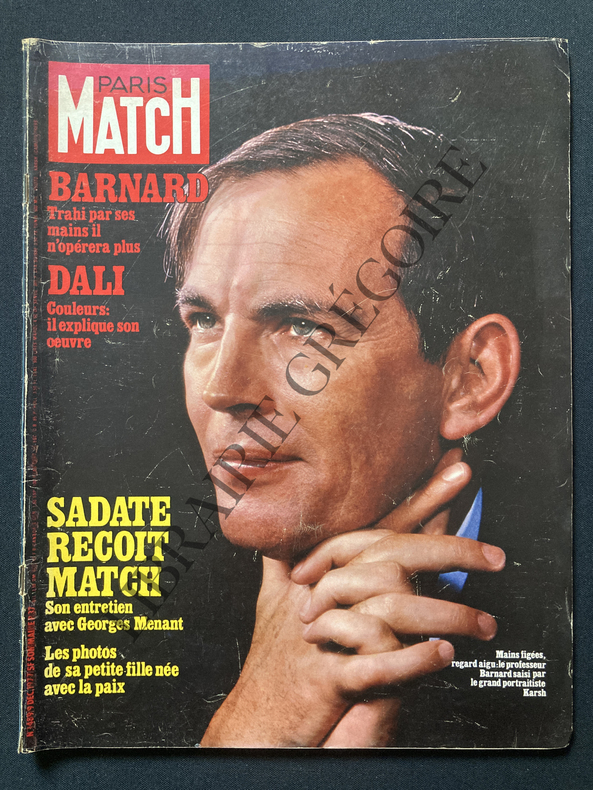 PARIS
MATCH
BARNARD
Trahi par ses
mains il
n'opérera plus
DALI
Couleurs:
il explique son
oeuvre
SADATE
REÇOIT
MATCH
Son entretien
avec Georges Menant
Les photos
de sa petite fille née
avec la paix
Mains figées,
regard aigu: le professeur
Barnard saisi par
le grand portraitiste
Karsh
LIBRAIRIE GRÉGOIRE